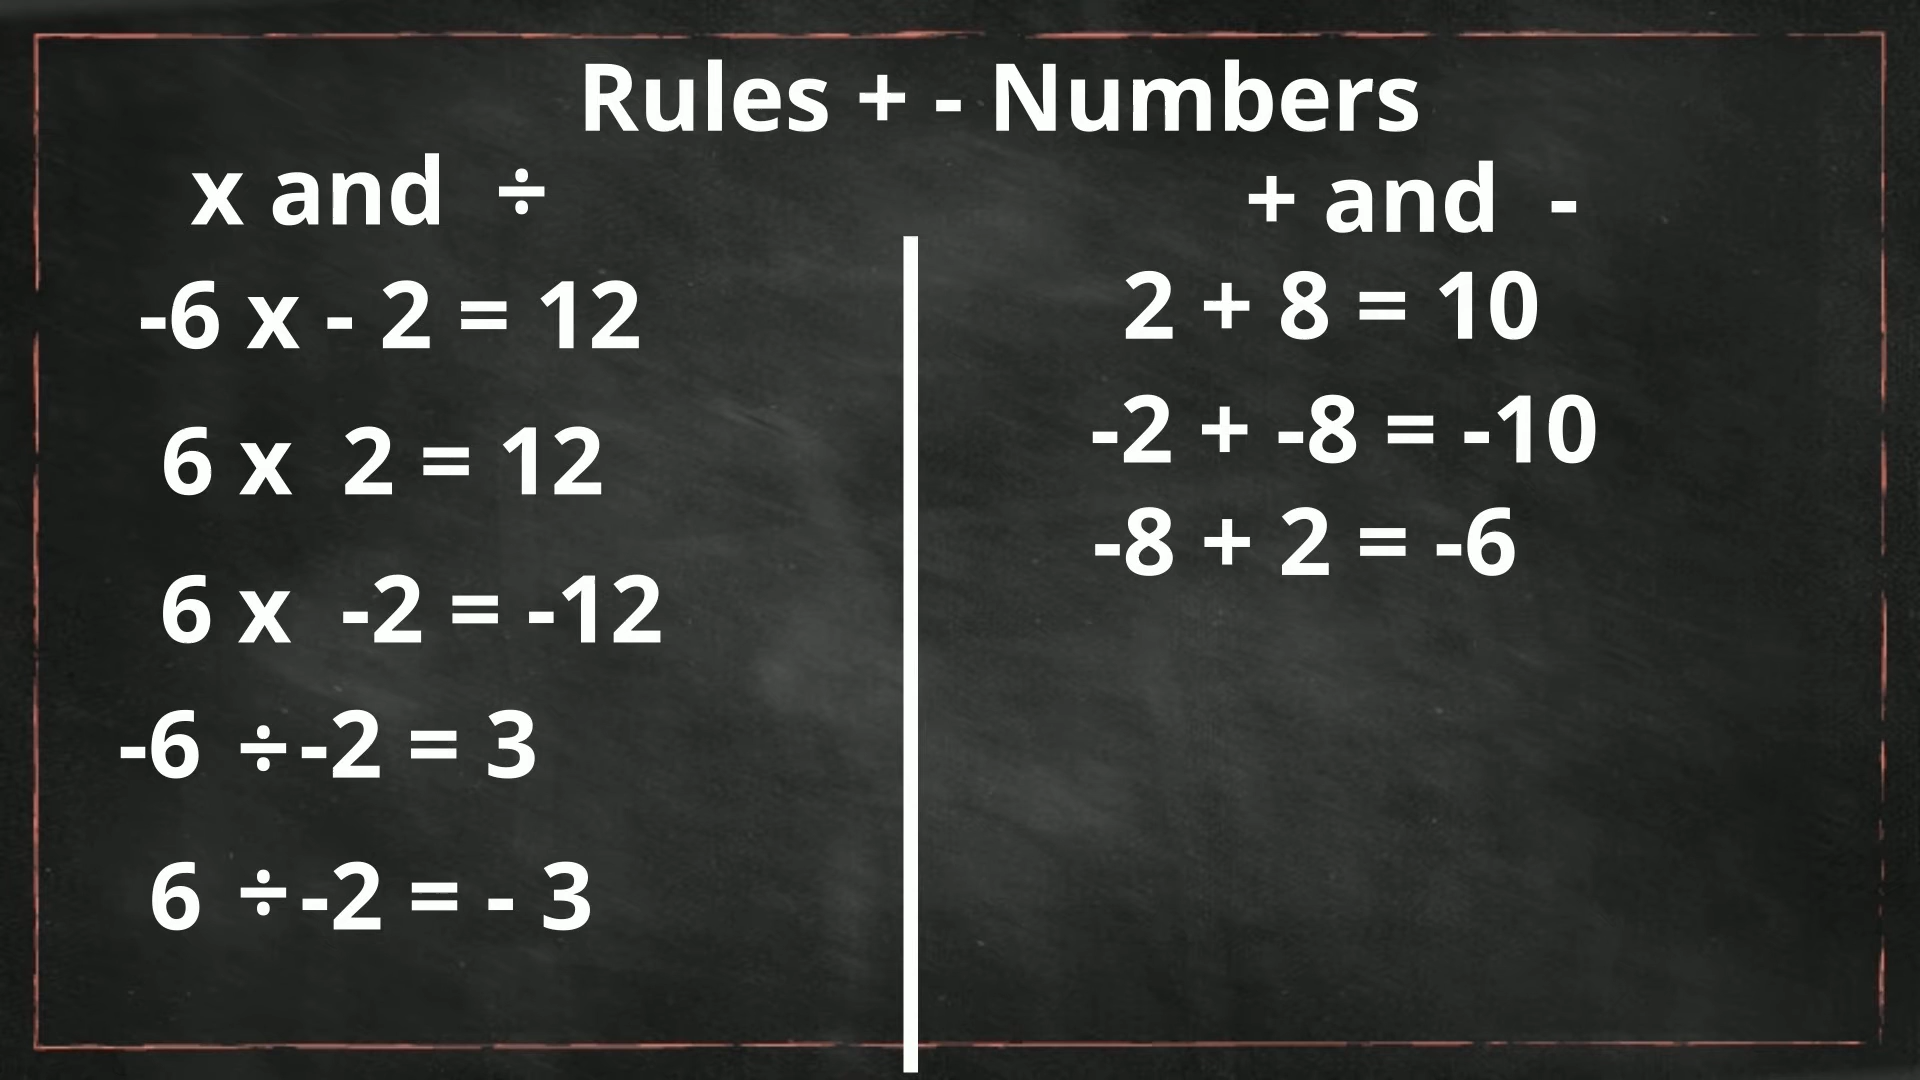 Rules + - Numbers
x and ÷
-6 x - 2 = 12
6 x 2 = 12
6 x -2 = -12
-6 ÷ -2 = 3
6 ÷ -2 = - 3
+ and -
2 + 8 = 10
-2 + -8 = -10
-8 + 2 = -6